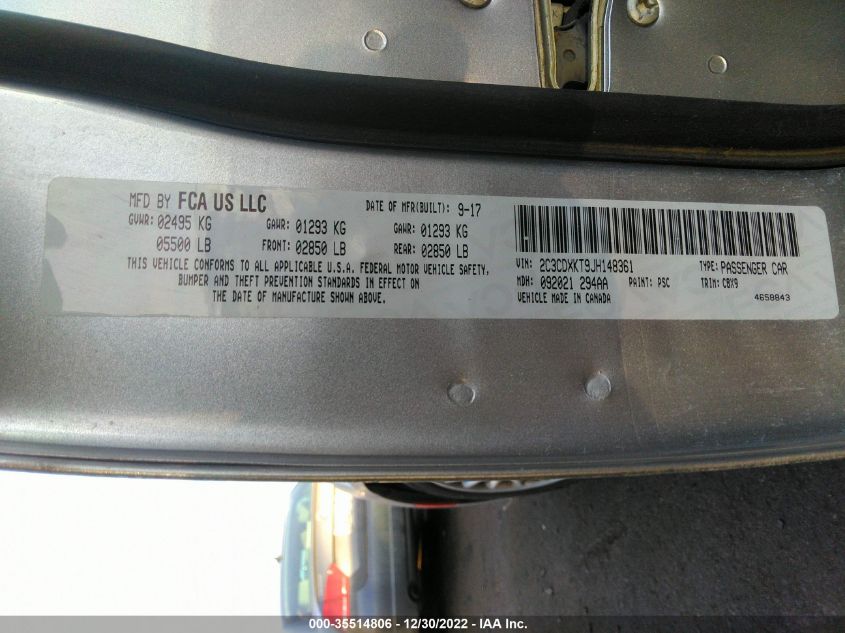 MFD BY FCA US LLC DATE OF MFR(BUILT): 9-17
GVWR: 02495 KG GAWR: 01293 KG GAWR: 01293 KG
05500 LB FRONT: 02850 LB REAR: 02850 LB
THIS VEHICLE CONFORMS TO ALL APPLICABLE U.S.A. FEDERAL MOTOR VEHICLE SAFETY,
BUMPER AND THEFT PREVENTION STANDARDS IN EFFECT ON
THE DATE OF MANUFACTURE SHOWN ABOVE.
VIN: 2C3CDXKT9JH148361 TYPE: PASSENGER CAR
MDH: 092021 294AA PAINT: PSC TRIM: CBX9
VEHICLE MADE IN CANADA 4658843
000-35514806 - 12/30/2022 - IAA Inc.